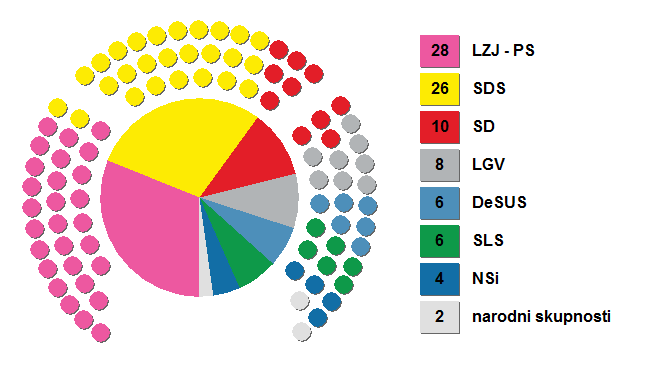 28 LZJ - PS
26 SDS
10 SD
8 LGV
6 DeSUS
6 SLS
4 NSi
2 narodni skupnosti